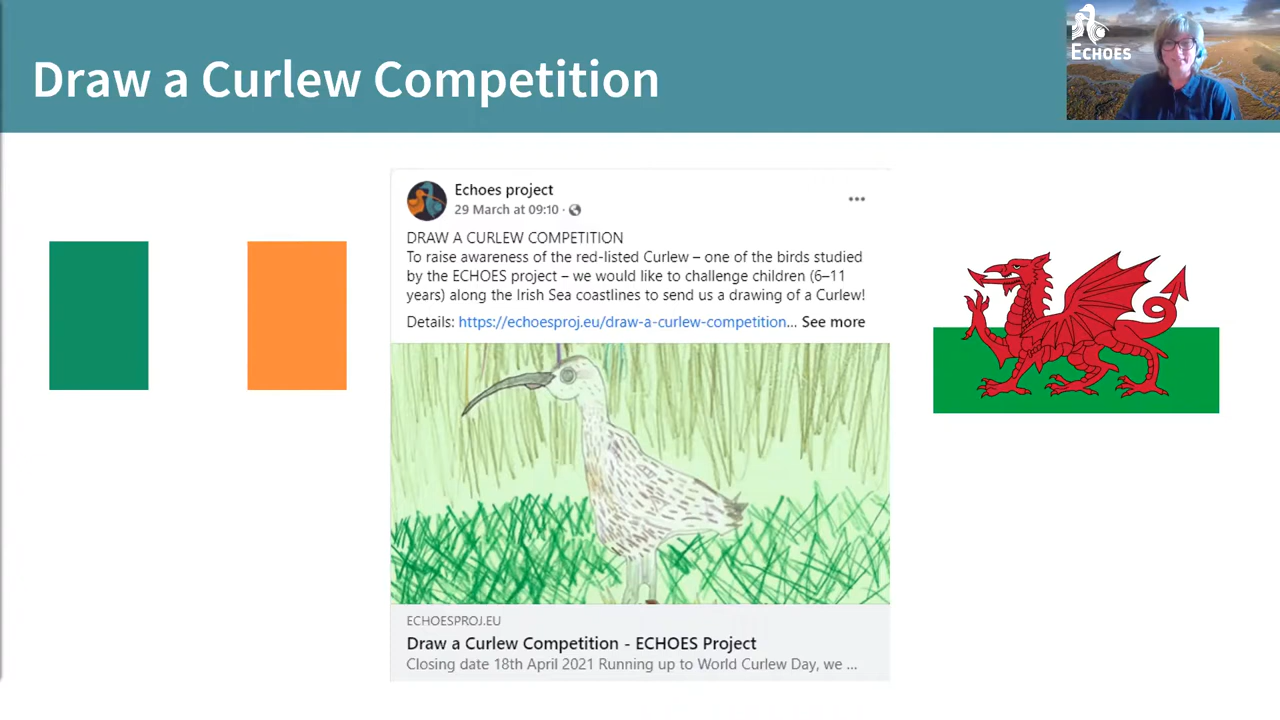 Draw a Curlew Competition
ECHOES
Echoes project
29 March at 09:10 ·
DRAW A CURLEW COMPETITION
To raise awareness of the red-listed Curlew – one of the birds studied
by the ECHOES project – we would like to challenge children (6–11
years) along the Irish Sea coastlines to send us a drawing of a Curlew!
Details: https://echoesproj.eu/draw-a-curlew-competition... See more
ECHOESPROJ.EU
Draw a Curlew Competition - ECHOES Project
Closing date 18th April 2021 Running up to World Curlew Day, we ...